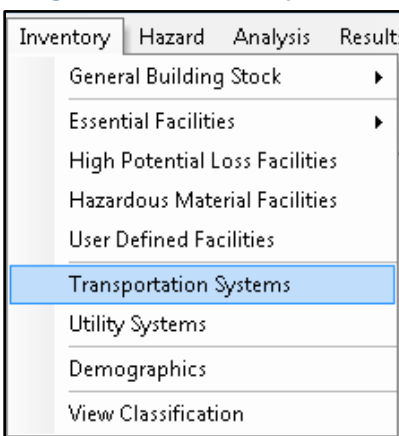 Inventory Hazard Analysis Result
General Building Stock
Essential Facilities
High Potential Loss Facilities
Hazardous Material Facilities
User Defined Facilities
Transportation Systems
Utility Systems
Demographics
View Classification